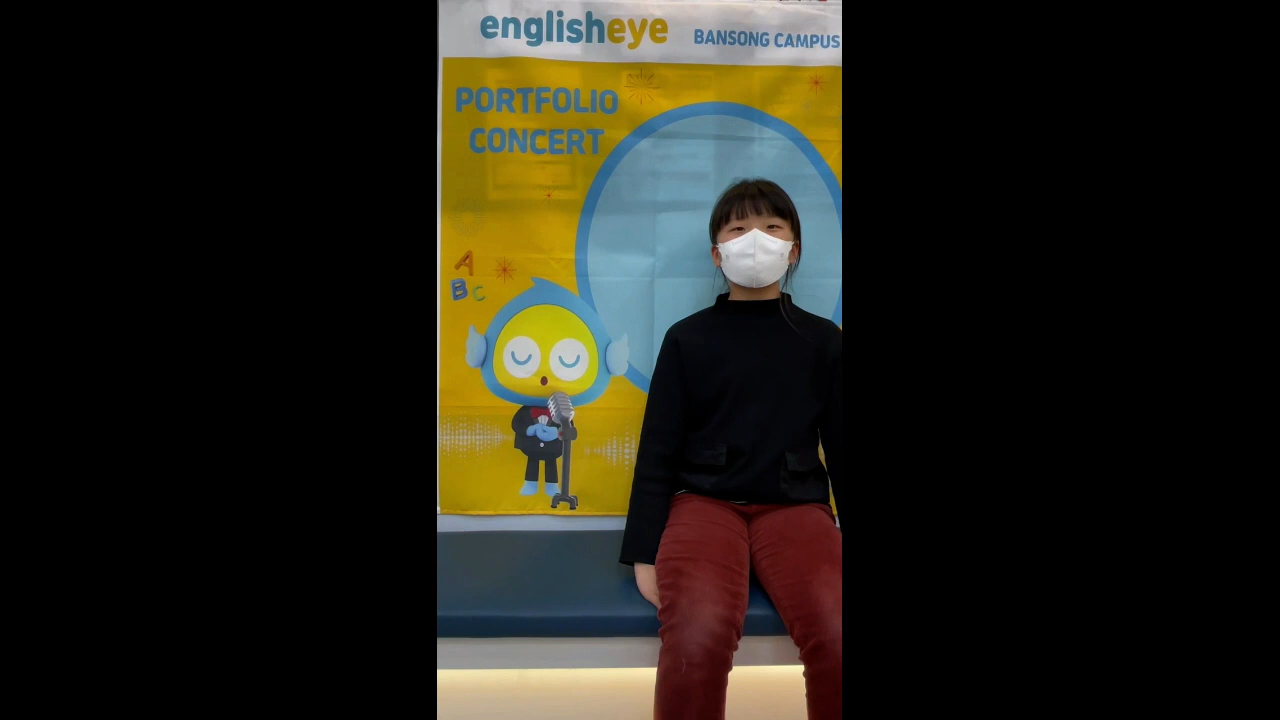 englisheye BANSONG CAMPUS
PORTFOLIO
CONCERT
A
B C